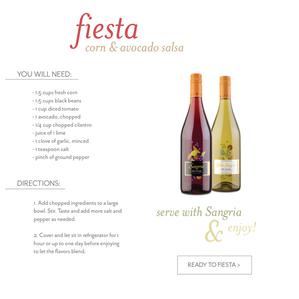 fiesta
corn & avocado salsa
YOU WILL NEED:
- 1.5 cups fresh corn
- 1.5 cups black beans
- 1 cup diced tomato
- 1 avocado, chopped
- 1/4 cup chopped cilantro
- juice of 1 lime
- 1 clove of garlic, minced
- 1 teaspoon salt
- pinch of ground pepper
DIRECTIONS:
1. Add chopped ingredients to a large
bowl. Stir. Taste and add more salt and
pepper as needed.
2. Cover and let sit in refrigerator for 1
hour or up to one day before enjoying
to let the flavors blend.
serve with Sangria
& enjoy!
READY TO FIESTA >